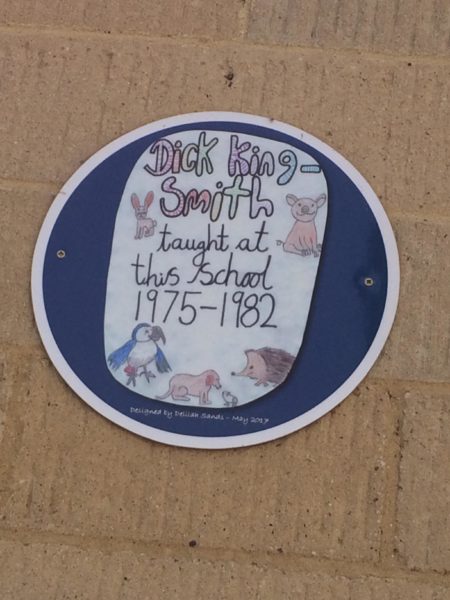 Dick King-
Smith
taught at
this School
1975-1982
Designed by Delilah Sands - May 2017